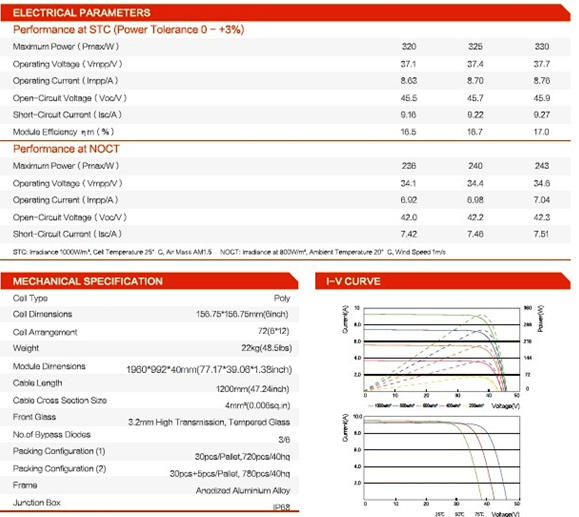 ELECTRICAL PARAMETERS
Performance at STC (Power Tolerance 0 – +3%)
Maximum Power ( Pmax/W ) 320 325 330
Operating Voltage ( Vmpp/V ) 37.1 37.4 37.7
Operating Current ( Impp/A ) 8.63 8.70 8.76
Open-Circuit Voltage ( Voc/V ) 45.5 45.7 45.9
Short-Circuit Current ( Isc/A ) 9.16 9.22 9.27
Module Efficiency ηm ( % ) 16.5 16.7 17.0
Performance at NOCT
Maximum Power ( Pmax/W ) 236 240 243
Operating Voltage ( Vmpp/V ) 34.1 34.4 34.6
Operating Current ( Impp/A ) 6.92 6.98 7.04
Open-Circuit Voltage ( Voc/V ) 42.0 42.2 42.3
Short-Circuit Current ( Isc/A ) 7.42 7.46 7.51
STC: Irradiance 1000W/m², Cell Temperature 25° C, Air Mass AM1.5 NOCT: Irradiance at 800W/m², Ambient Temperature 20° C, Wind Speed 1m/s
MECHANICAL SPECIFICATION
Cell Type Poly
Cell Dimensions 156.75*156.75mm(6inch)
Cell Arrangement 72(6*12)
Weight 22kg(48.5lbs)
Module Dimensions 1960*992*40mm(77.17*39.06*1.38inch)
Cable Length 1200mm(47.24inch)
Cable Cross Section Size 4mm²(0.006sq.in)
Front Glass 3.2mm High Transmission, Tempered Glass
No.of Bypass Diodes 3/6
Packing Configuration (1) 30pcs/Pallet,720pcs/40hq
Packing Configuration (2) 30pcs+5pcs/Pallet, 780pcs/40hq
Frame Anodized Aluminium Alloy
Junction Box IP68
I-V CURVE
Current(A) 10 8.0 6.0 4.0 2.0
360 288 216 144 72 0 Power(W)
0 10 20 30 40 50
Voltage(V)
Current(A) 10.0 8.0 6.0 4.0 2.0
0 10 20 30 40 50
25℃ 50℃ 75℃ Voltage(V)